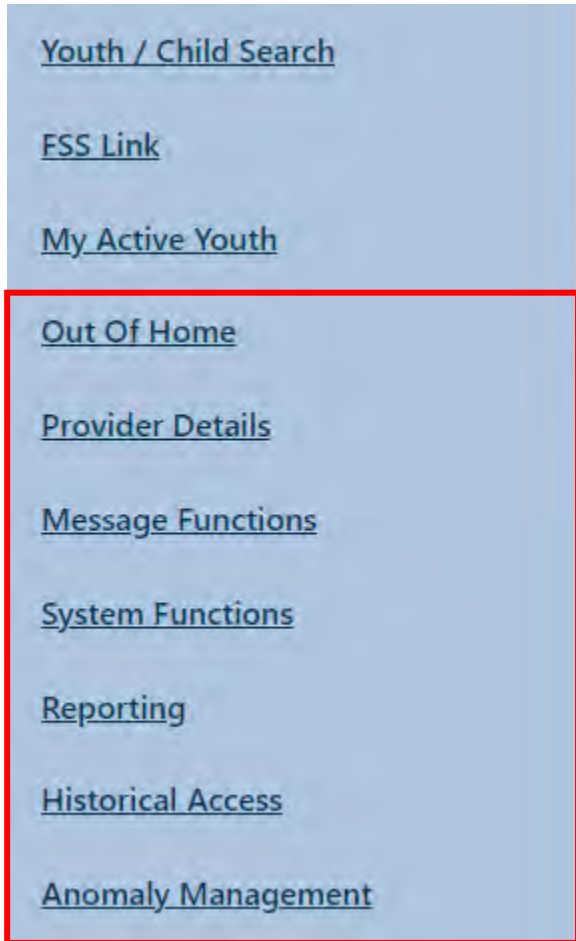 Youth / Child Search
FSS Link
My Active Youth
Out Of Home
Provider Details
Message Functions
System Functions
Reporting
Historical Access
Anomaly Management